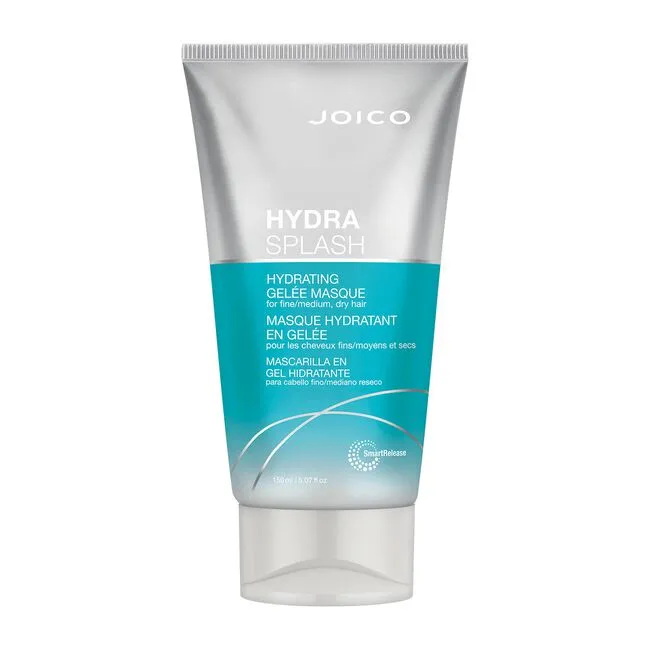 JOICO
HYDRA
SPLASH
HYDRATING
GELÉE MASQUE
for fine/medium, dry hair
MASQUE HYDRATANT
EN GELÉE
pour les cheveux fins/moyens et secs
MASCARILLA EN
GEL HIDRATANTE
para cabello fino/mediano reseco
SmartRelease
150 ml | 5.07 fl oz